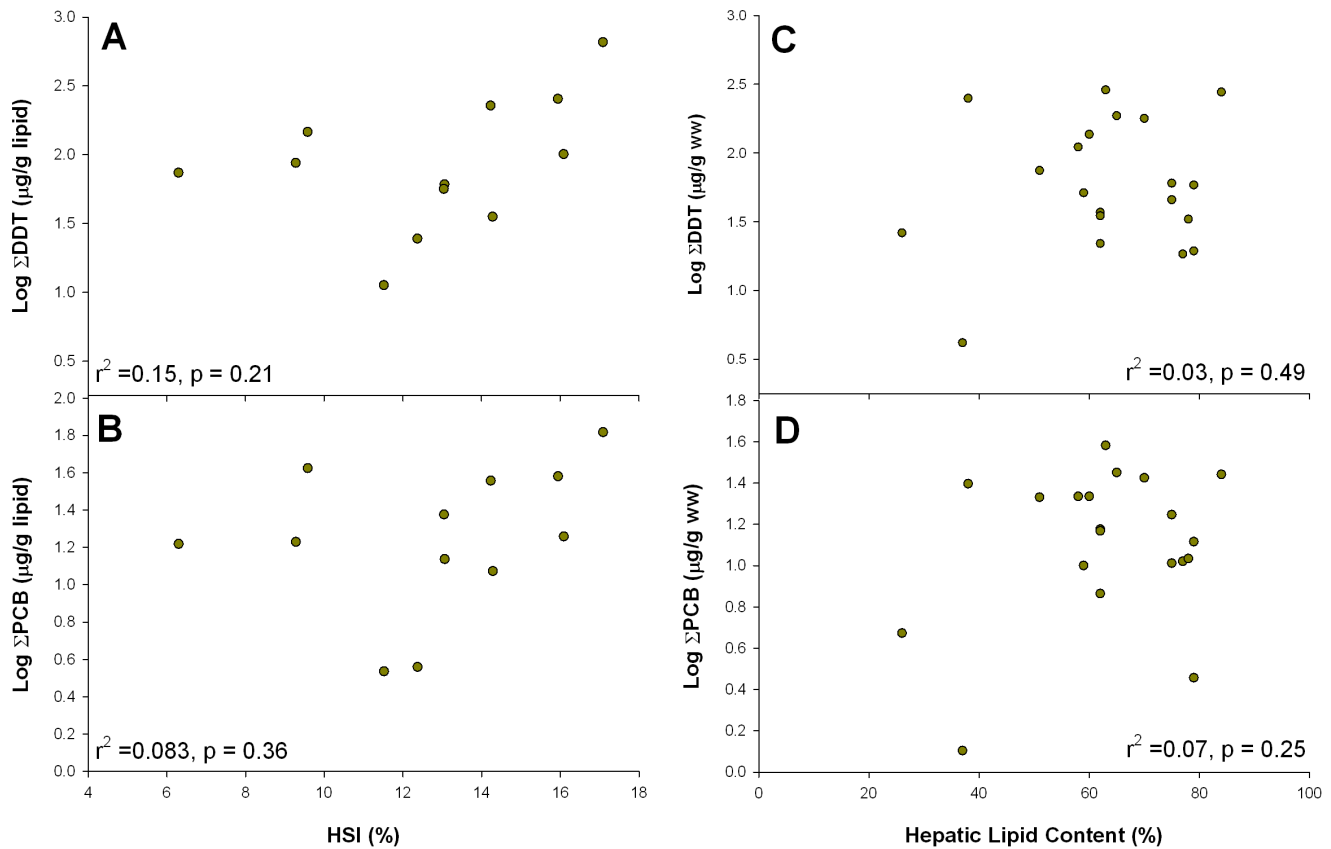 A
3.0
2.5
2.0
1.5
1.0
0.5
Log ΣDDT (μg/g lipid)
r² =0.15, p = 0.21
B
2.0
1.8
1.6
1.4
1.2
1.0
0.8
0.6
0.4
0.2
0.0
Log ΣPCB (μg/g lipid)
r² =0.083, p = 0.36
4 6 8 10 12 14 16 18
HSI (%)
C
3.0
2.5
2.0
1.5
1.0
0.5
Log ΣDDT (μg/g ww)
r² =0.03, p = 0.49
D
1.8
1.6
1.4
1.2
1.0
0.8
0.6
0.4
0.2
0.0
Log ΣPCB (μg/g ww)
r² =0.07, p = 0.25
0 20 40 60 80 100
Hepatic Lipid Content (%)